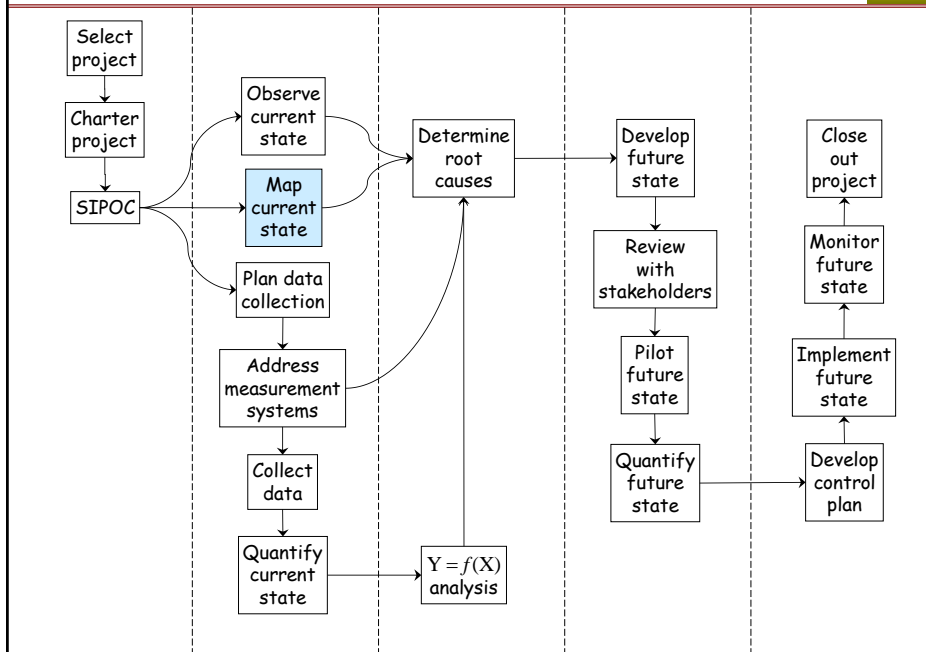 Select
project
Charter
project
SIPOC
Observe
current
state
Map
current
state
Plan data
collection
Address
measurement
systems
Collect
data
Quantify
current
state
Determine
root
causes
Y = f(X)
analysis
Develop
future
state
Review
with
stakeholders
Pilot
future
state
Quantify
future
state
Close
out
project
Monitor
future
state
Implement
future
state
Develop
control
plan